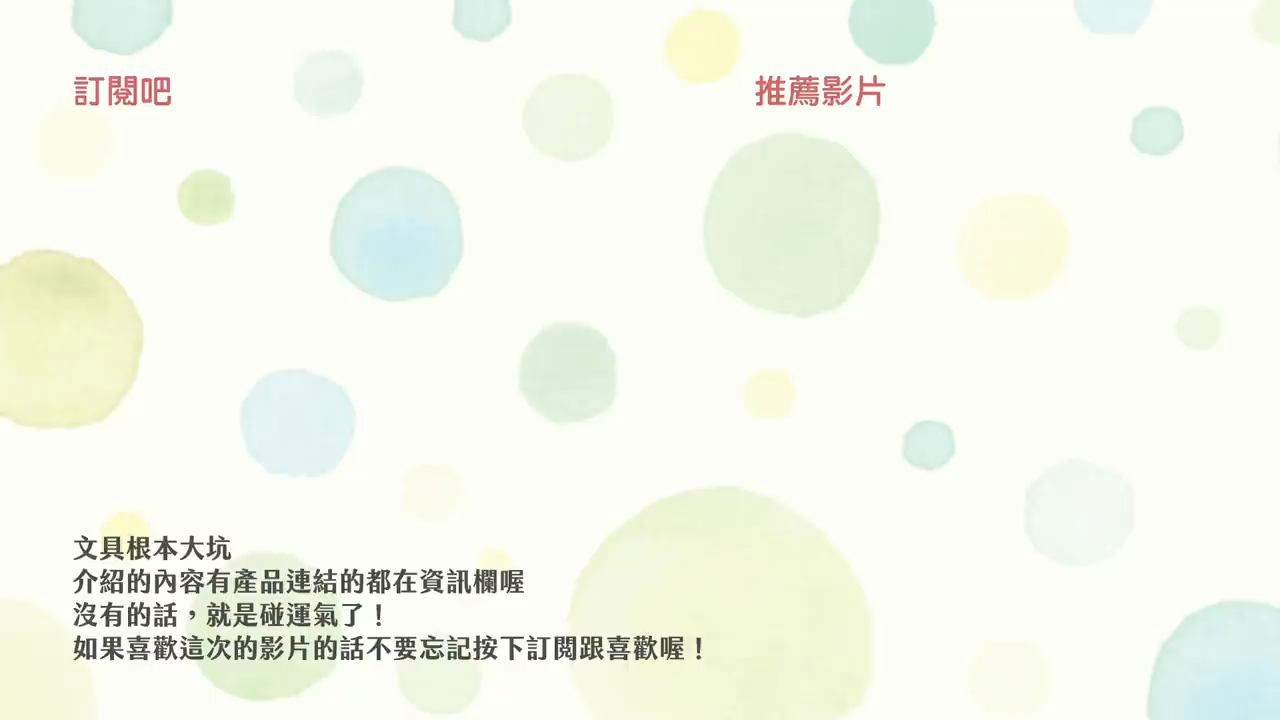 訂閱吧
推薦影片
文具根本大坑
介紹的內容有產品連結的都在資訊欄喔
沒有的話，就是碰運氣了！
如果喜歡這次的影片的話不要忘記按下訂閱跟喜歡喔！